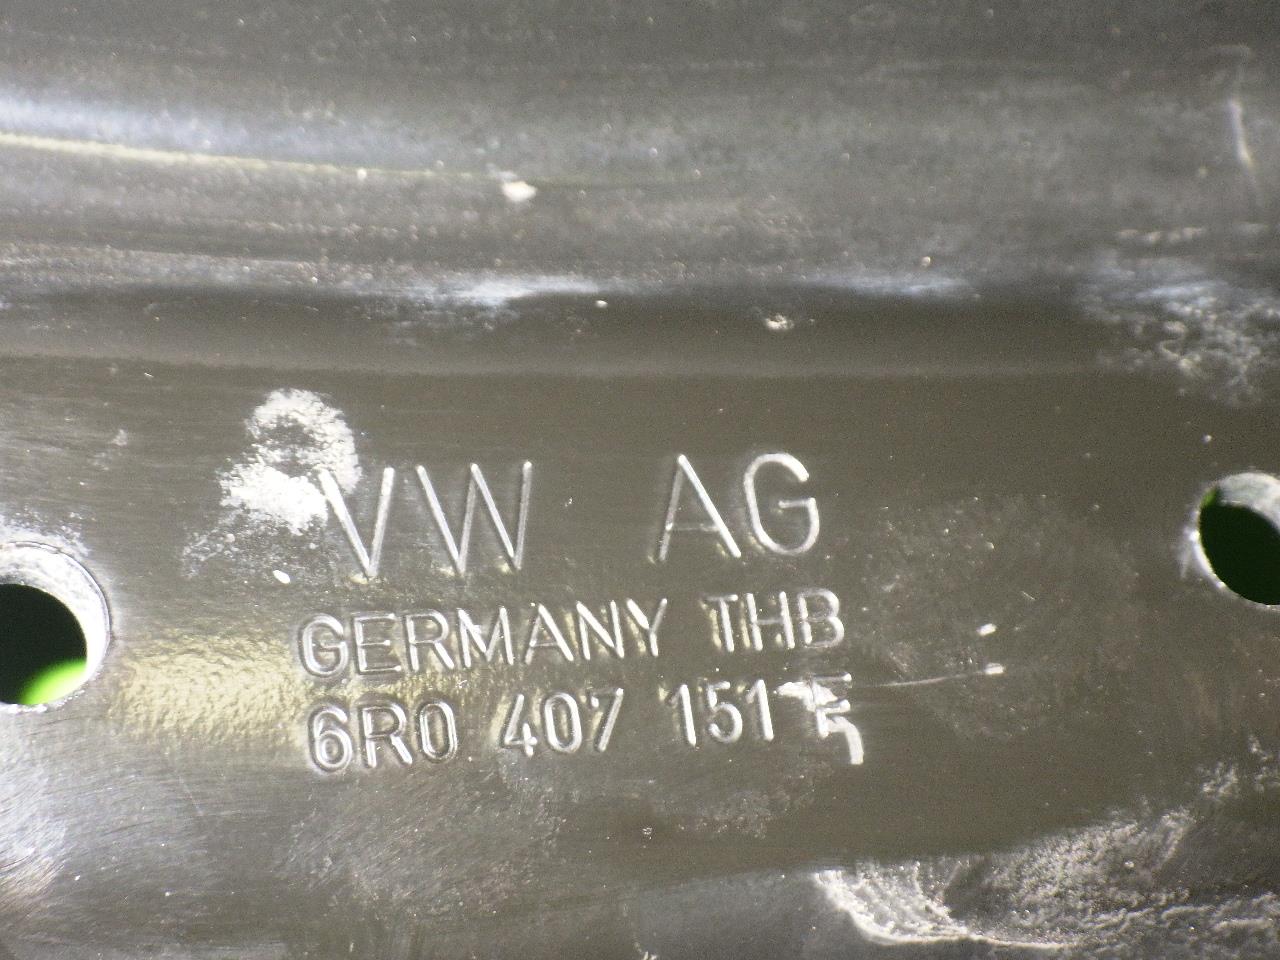 VW AG
GERMANY THB
6R0 407 151